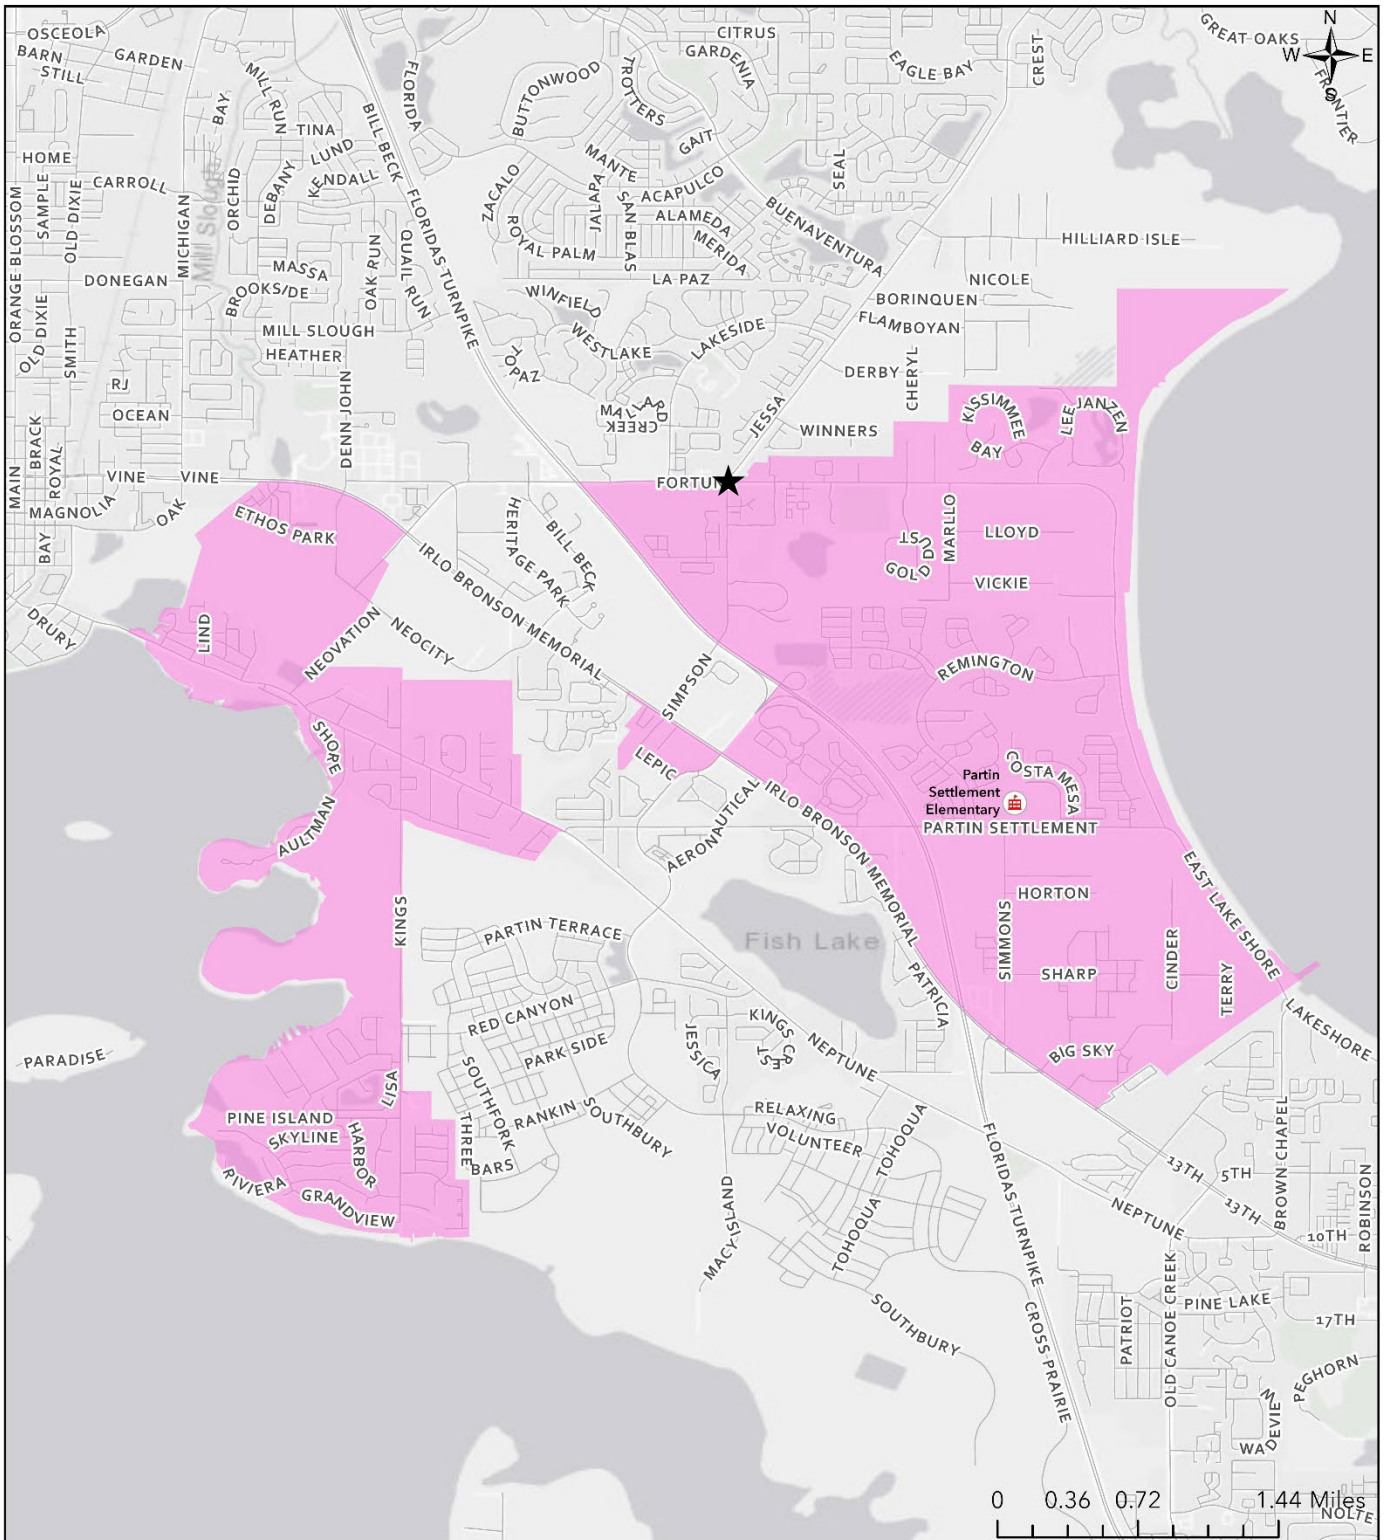 OSCEOLA
BARN
STILL
GARDEN
MILL RUN
BAY
FLORIDA
BILL BECK
BUTTONWOOD
TROTTERS
CITRUS
GARDENIA
EAGLE BAY
CREST
GREAT OAKS
FRONTIER
N
W
E
S
TINA
LUND
KENDALL
DEBANY
ORCHID
HOME
SAMPLE
OLD DIXIE
CARROLL
MICHIGAN
Mill Slough
ORANGE BLOSSOM
ZACALO
MANTE
GAIT
JALAPA
ACAPULCO
SAN BLAS
ALAMEDA
MERIDA
SEAL
BUENAVENTURA
HILLIARD ISLE
FLORIDAS TURNPIKE
QUAIL RUN
OAK RUN
ROYAL PALM
LA PAZ
NICOLE
BORINQUEN
FLAMBOYAN
DONEGAN
MASSA
BROOKSIDE
OLD DIXIE
SMITH
MILL SLOUGH
HEATHER
WINFIELD
WESTLAKE
LAKESIDE
TOPAZ
DERBY
CHERYL
RJ
OCEAN
DENN JOHN
MALLARD
CREEK
JESSA
WINNERS
KISSIMMEE
BAY
LEE
JANZEN
BRACK
ROYAL
MAIN
VINE
VINE
MAGNOLIA
OAK
BAY
FORTUN
ETHOS PARK
HERITAGE PARK
BILL BECK
IRLO BRONSON MEMORIAL
MARLLO
LLOYD
GOLD DUST
VICKIE
DRURY
LIND
NEOVATION
NEOCITY
SIMPSON
REMINGTON
SHORE
LEPIC
AERONAUTICAL
IRLO BRONSON MEMORIAL
COSTA MESA
Partin
Settlement
Elementary
PARTIN SETTLEMENT
AULTMAN
KINGS
PARTIN TERRACE
Fish Lake
PATRICIA
SIMMONS
HORTON
SHARP
CINDER
TERRY
EAST LAKE SHORE
LAKESHORE
BIG SKY
PARADISE
RED CANYON
PARK SIDE
JESSICA
KINGS CREST
NEPTUNE
LISA
SOUTHFORK
RANKIN
SOUTHBURY
RELAXING
VOLUNTEER
TOHOQUA
PINE ISLAND
SKYLINE
HARBOR
RIVIERA
GRANDVIEW
THREE
BARS
FLORIDAS TURNPIKE
13TH
5TH
13TH
10TH
BROWN CHAPEL
ROBINSON
NEPTUNE
MACY ISLAND
TOHOQUA
SOUTHBURY
CROSS PRAIRIE
PATRIOT
OLD CANOE CREEK
PINE LAKE
17TH
PEGHORN
WADEVIEW
0 0.36 0.72 1.44 Miles
NOLTE